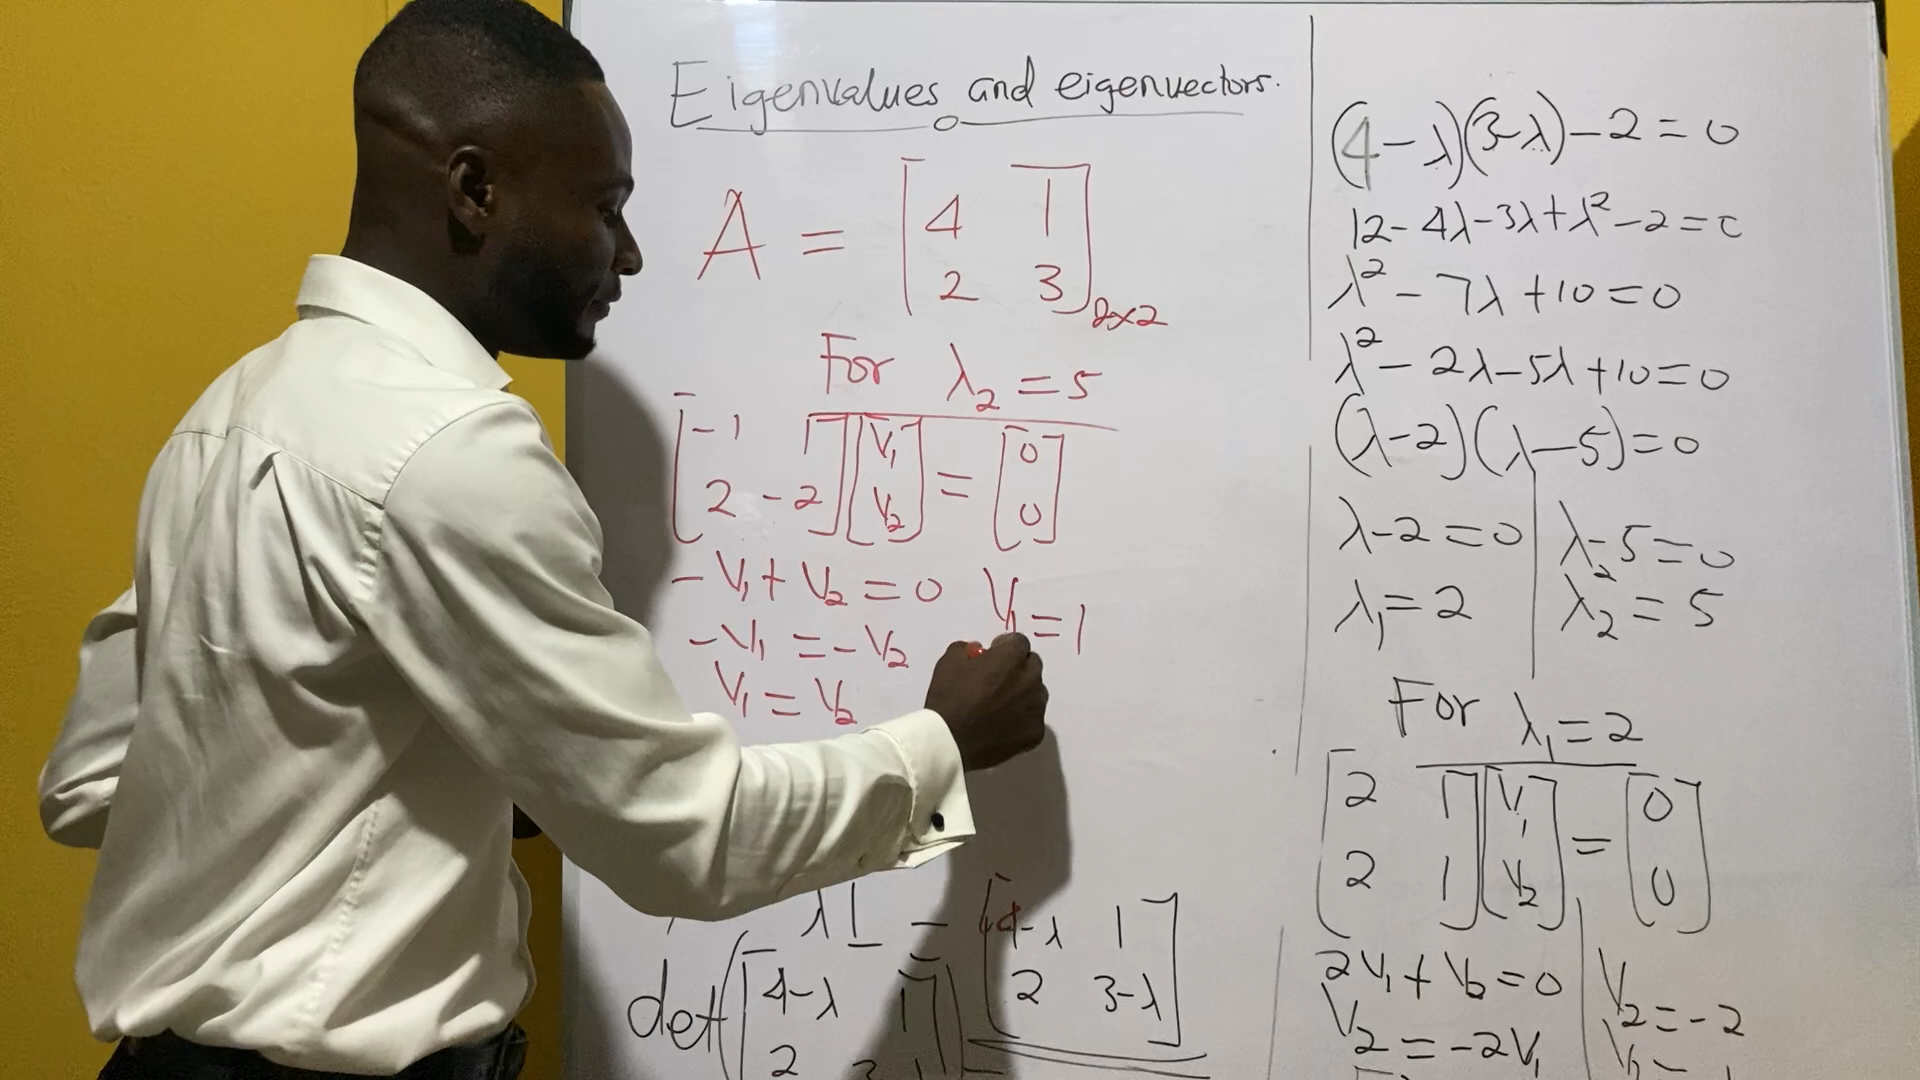 Eigenvalues and eigenvectors.
A = [4 1
2 3]2x2
For λ2 = 5
[-1 1
2 -2] [V1
V2] = [0
0]
-V1 + V2 = 0
-V1 = -V2
V1 = V2
V1 = 1
λI = [4-λ 1
2 3-λ]
det([4-λ 1
2
(4-λ)(3-λ)-2=0
12-4λ-3λ+λ²-2=0
λ²-7λ+10=0
λ²-2λ-5λ+10=0
(λ-2)(λ-5)=0
λ-2=0
λ1=2
λ-5=0
λ2=5
For λ1=2
[2 1
2 1] [V1
V2] = [0
0]
2V1+V2=0
V2=-2V1
V2=-2